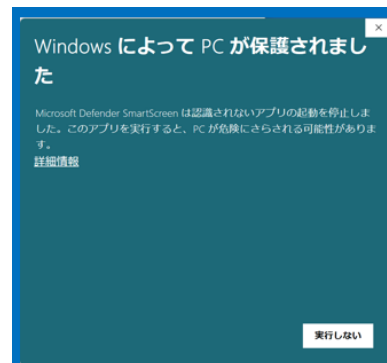 Windows によって PC が保護されまし
た
Microsoft Defender SmartScreen は認識されないアプリの起動を停止しま
した。このアプリを実行すると、PC が危険にさらされる可能性がありま
す。
詳細情報
実行しない